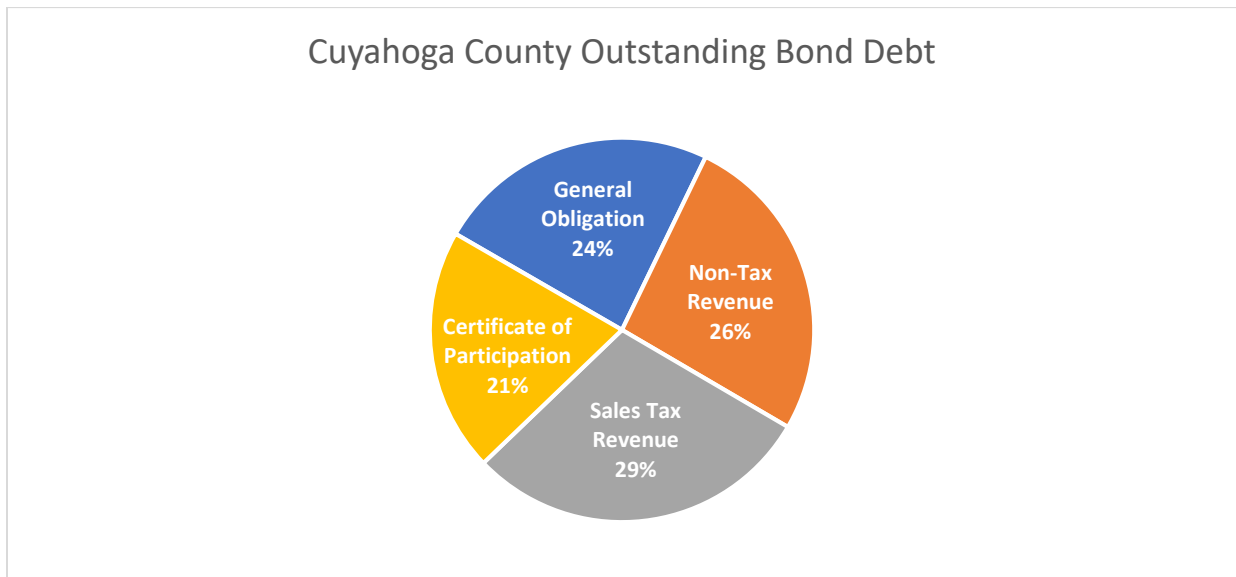 Cuyahoga County Outstanding Bond Debt
General
Obligation
24%
Non-Tax
Revenue
26%
Certificate of
Participation
21%
Sales Tax
Revenue
29%